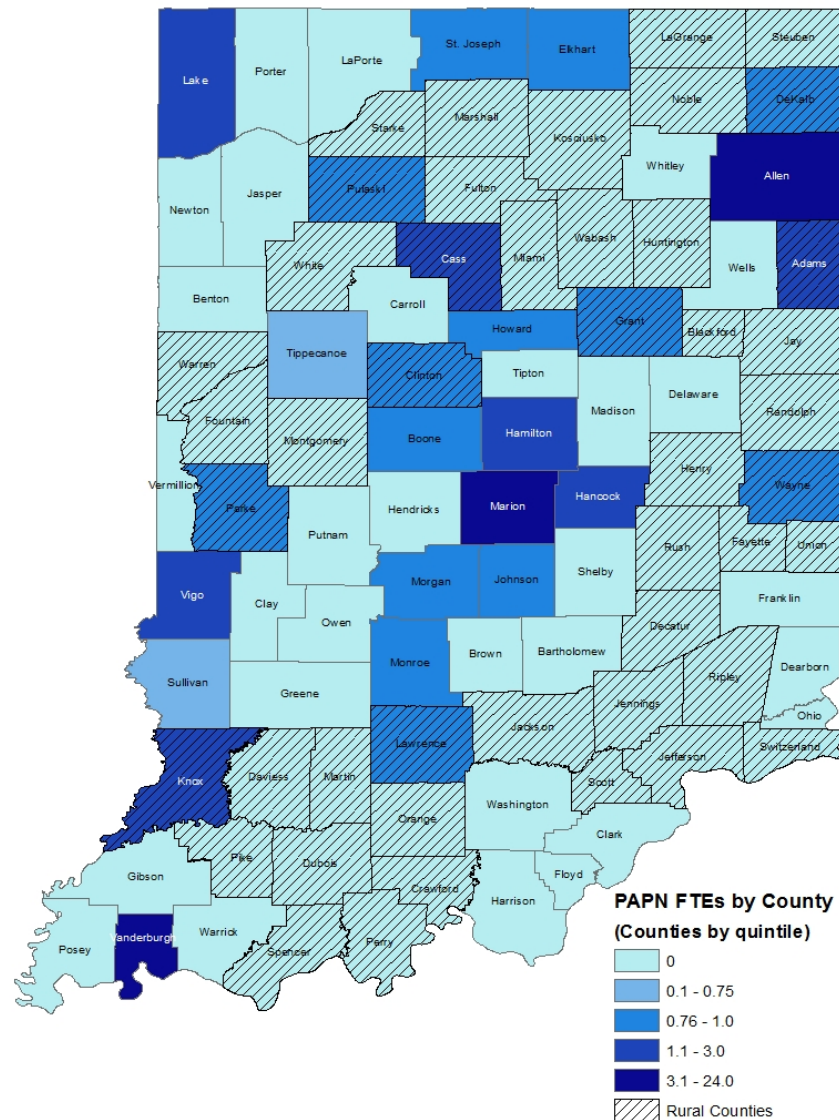 LaGrange Steuben
St. Joseph Elkhart
LaPorte
Lake Porter
Noble DeKalb
Marshall
Starke Kosciusko
Whitley Allen
Pulaski Fulton
Jasper
Newton
Wabash Huntington
White Cass Miami Wells Adams
Benton Carroll
Howard Grant
Blackford Jay
Tippecanoe
Warren Clinton Tipton
Madison Delaware
Randolph
Fountain
Montgomery Boone Hamilton
Henry
Vermillion Wayne
Parke Hendricks Marion Hancock
Putnam Rush Fayette Union
Shelby
Morgan Johnson
Vigo Clay
Franklin
Owen
Decatur
Brown Bartholomew
Monroe Dearborn
Sullivan Ripley
Greene
Jennings Ohio
Jackson
Lawrence Switzerland
Jefferson
Knox Daviess Martin Scott
Washington
Orange
Clark
Pike Dubois
Gibson Floyd
Crawford
Harrison
Vanderburgh Warrick
Posey Perry
Spencer
PAPN FTEs by County
(Counties by quintile)
0
0.1 - 0.75
0.76 - 1.0
1.1 - 3.0
3.1 - 24.0
Rural Counties